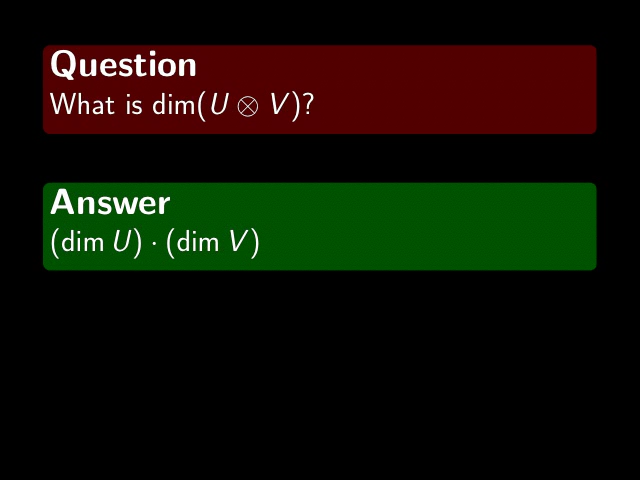 Question
What is dim(U ⊗ V)?
Answer
(dim U) · (dim V)